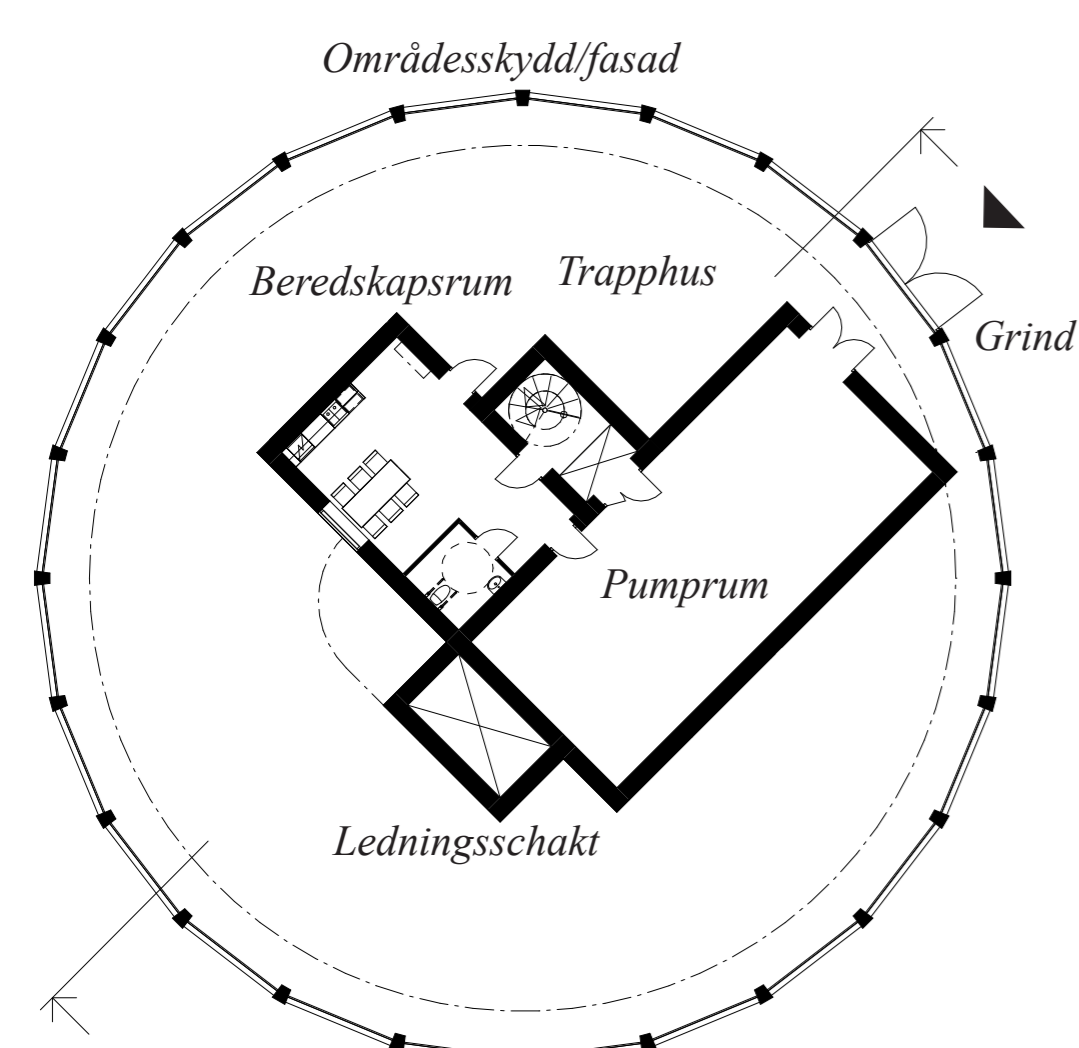 Områdesskydd/fasad
Beredskapsrum
Trapphus
Grind
Pumprum
Ledningsschakt